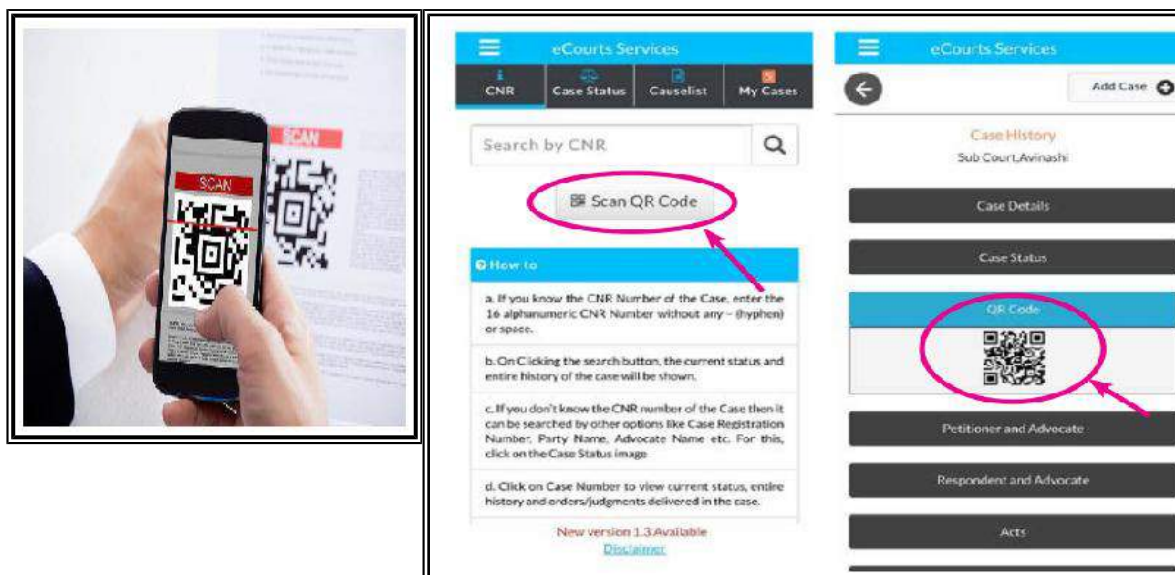 SCAN
SCAN
eCourts Services
CNR
Case Status
Causelist
My Cases
Search by CNR
Scan QR Code
How to
a. If you know the CNR Number of the Case, enter the
16 alphanumeric CNR Number without any – (hyphen)
or space.
b. On Clicking the search button, the current status and
entire history of the case will be shown.
c. If you don't know the CNR number of the Case then it
can be searched by other options like Case Registration
Number, Party Name, Advocate Name etc. For this,
click on the Case Status image
d. Click on Case Number to view current status, entire
history and orders/judgments delivered in the case.
New version 1.3 Available
Disclaimer
eCourts Services
Add Case
Case History
Sub Court,Avinashi
Case Details
Case Status
QR Code
Petitioner and Advocate
Respondent and Advocate
Acts